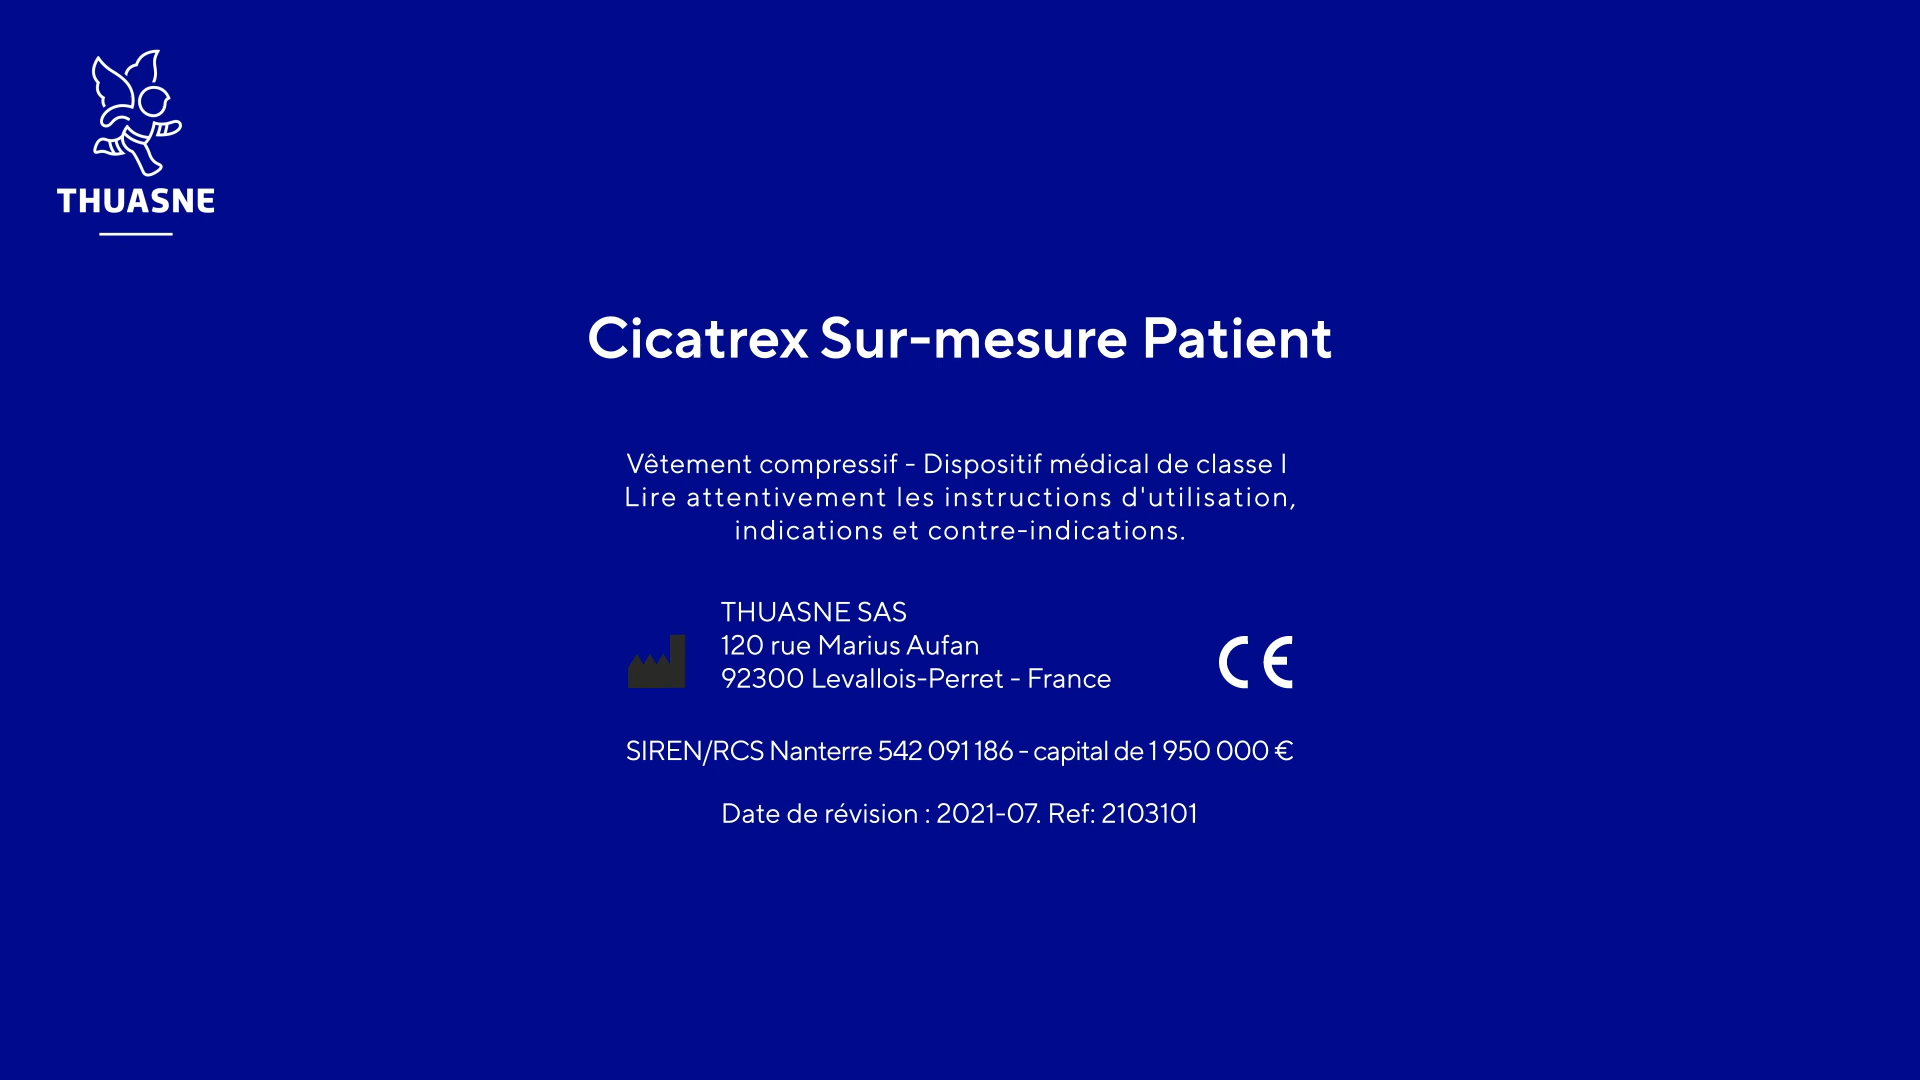 THUASNE
Cicatrex Sur-mesure Patient
Vêtement compressif - Dispositif médical de classe I
Lire attentivement les instructions d'utilisation,
indications et contre-indications.
THUASNE SAS
120 rue Marius Aufan
92300 Levallois-Perret - France
CE
SIREN/RCS Nanterre 542 091 186 - capital de 1 950 000 €
Date de révision : 2021-07. Ref: 2103101